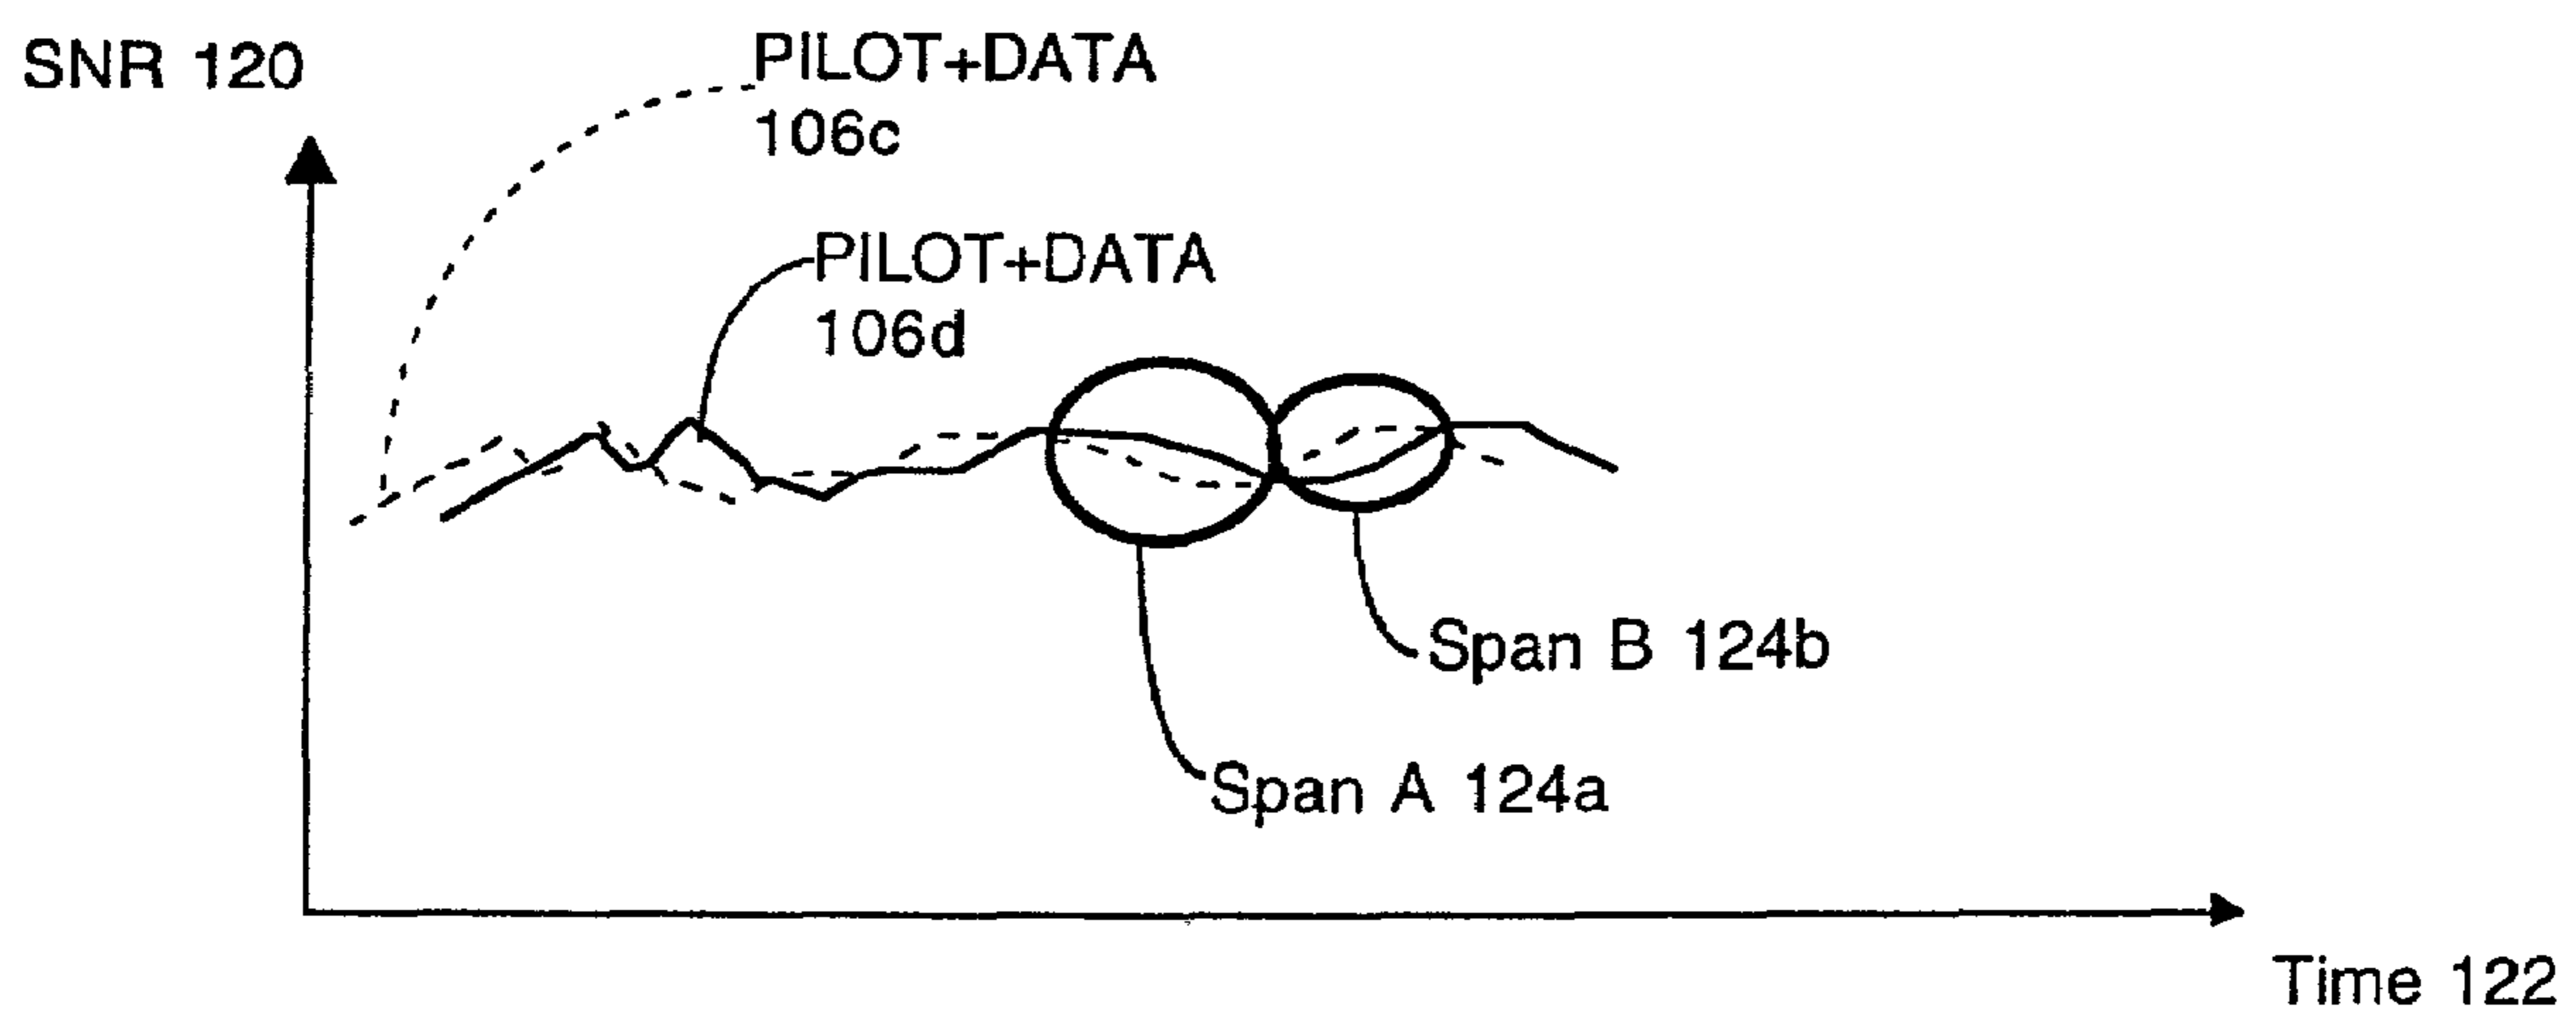 SNR 120
PILOT+DATA
106c
PILOT+DATA
106d
Span B 124b
Span A 124a
Time 122